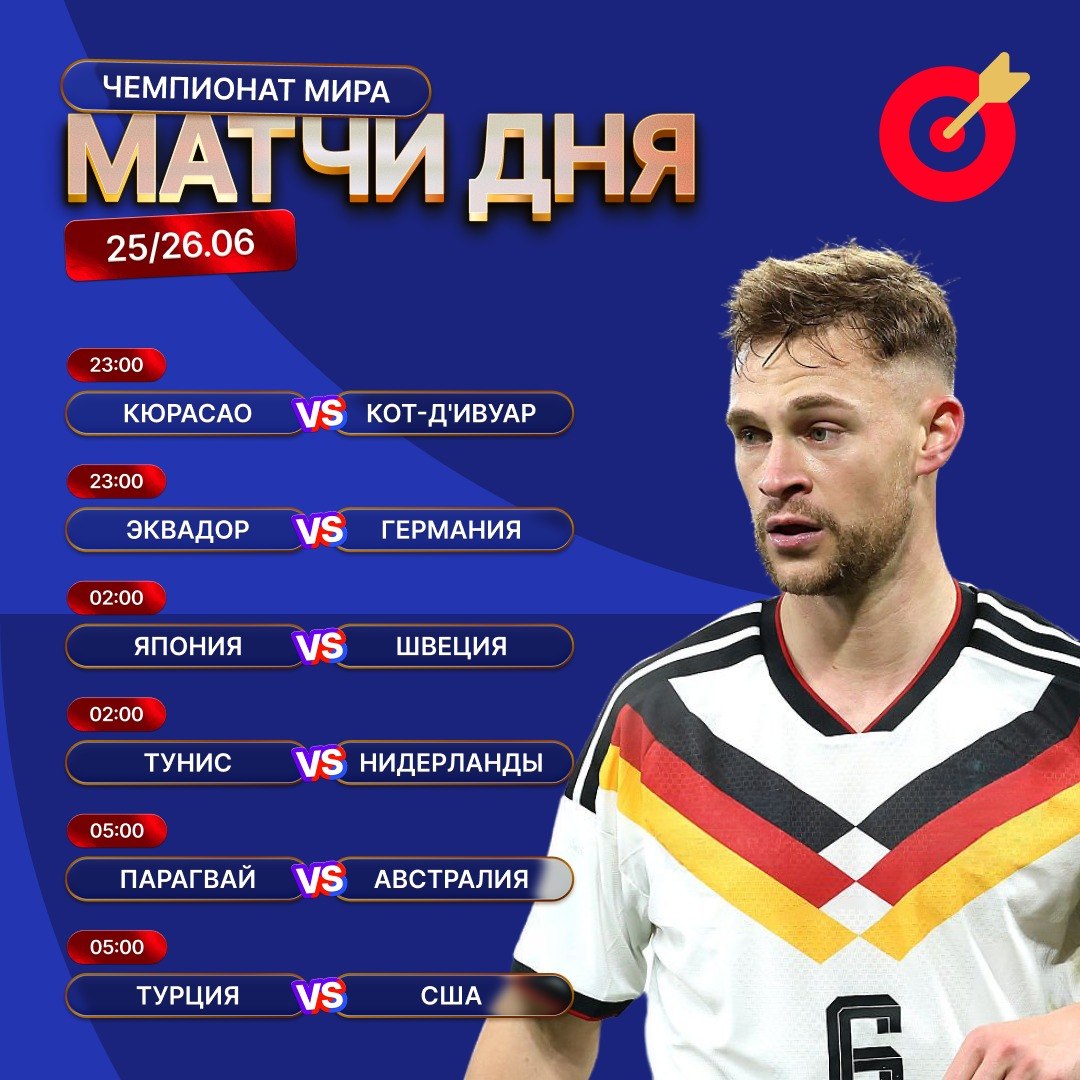 ЧЕМПИОНАТ МИРА
МАТЧИ ДНЯ
25/26.06
23:00
КЮРАСАО VS КОТ-Д'ИВУАР
23:00
ЭКВАДОР VS ГЕРМАНИЯ
02:00
ЯПОНИЯ VS ШВЕЦИЯ
02:00
ТУНИС VS НИДЕРЛАНДЫ
05:00
ПАРАГВАЙ VS АВСТРАЛИЯ
05:00
ТУРЦИЯ VS США
6